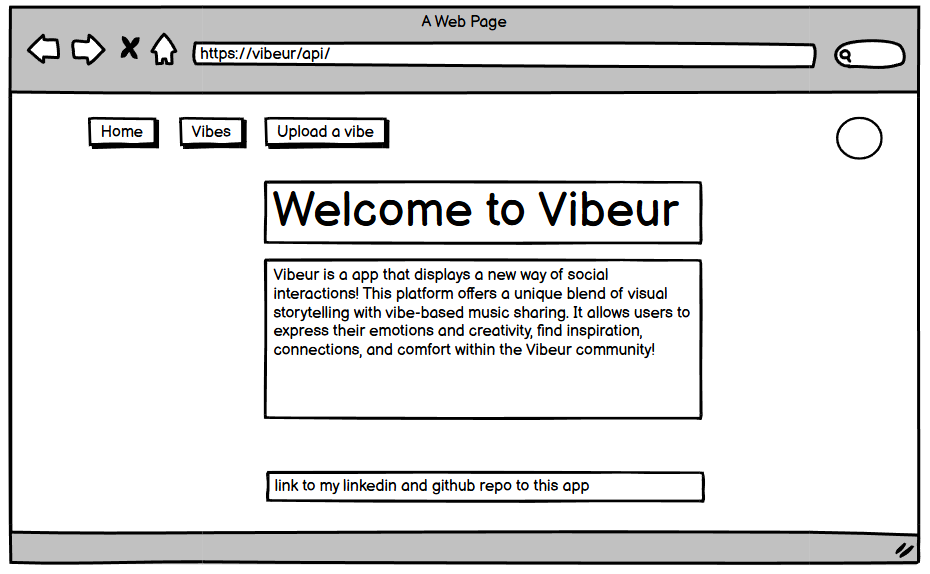 A Web Page
https://vibeur/api/
Home
Vibes
Upload a vibe
Welcome to Vibeur
Vibeur is a app that displays a new way of social
interactions! This platform offers a unique blend of visual
storytelling with vibe-based music sharing. It allows users to
express their emotions and creativity, find inspiration,
connections, and comfort within the Vibeur community!
link to my linkedin and github repo to this app